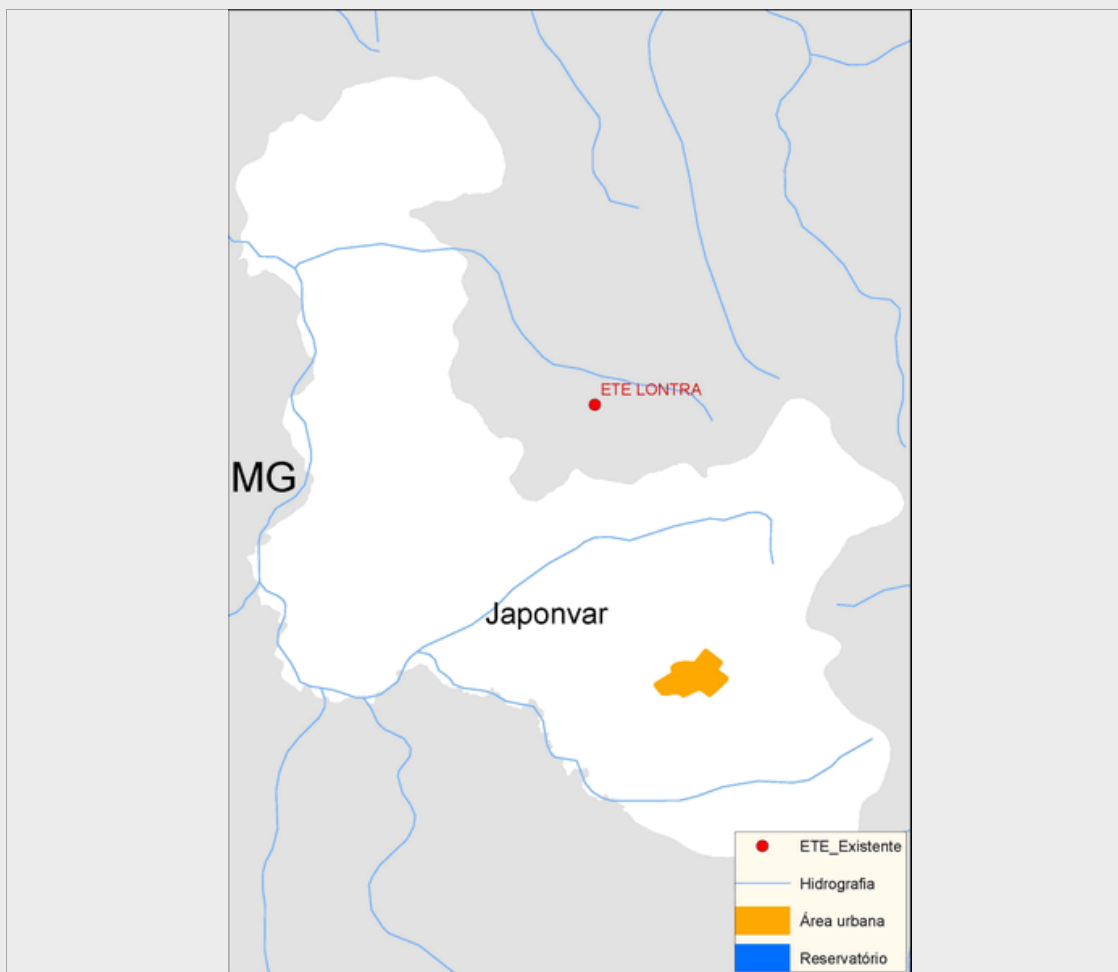 ETE LONTRA
MG
Japonvar
ETE_Existente
Hidrografia
Área urbana
Reservatório